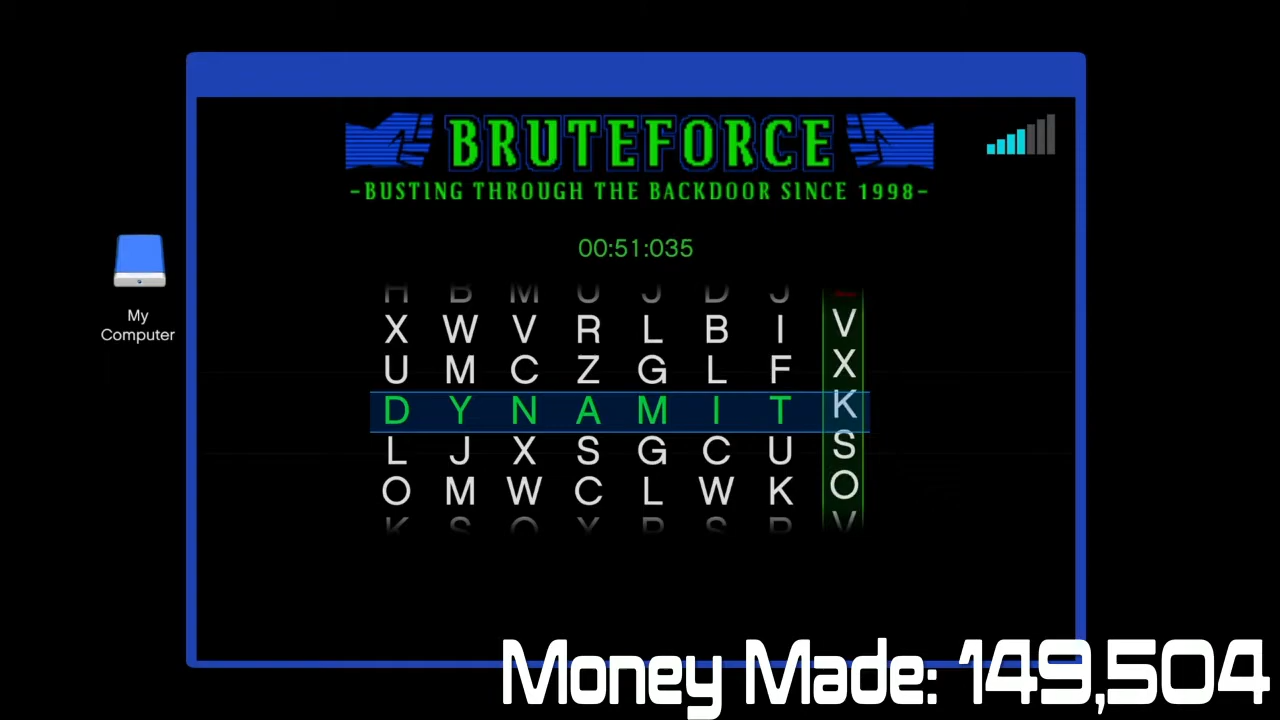 BRUTEFORCE
-BUSTING THROUGH THE BACKDOOR SINCE 1998-
00:51:035
My
Computer
H B M U J D J
X W V R L B I V
U M C Z G L F X
D Y N A M I T K
L J X S G C U S
O M W C L W K O
Money Made: 149,504